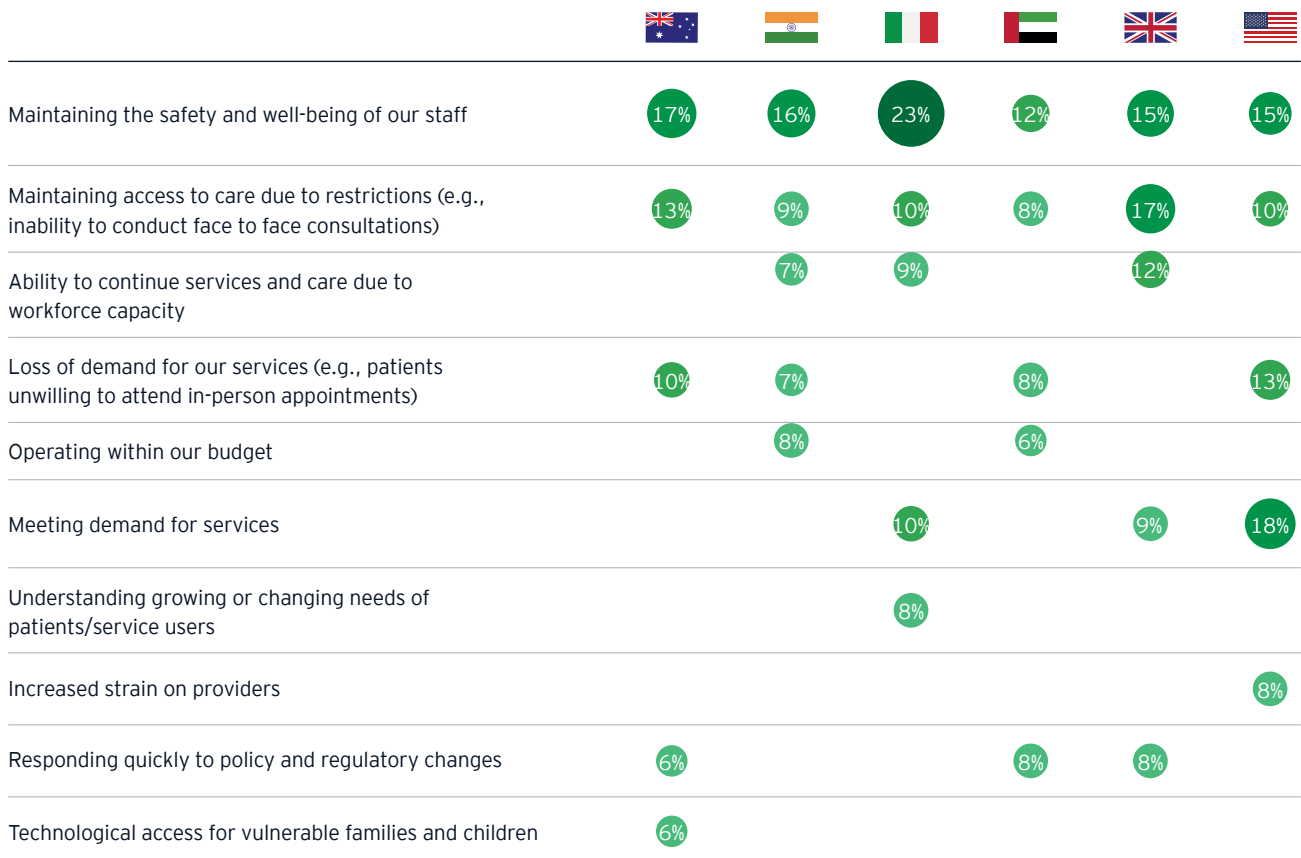 Maintaining the safety and well-being of our staff
17% 16% 23% 12% 15% 15%
Maintaining access to care due to restrictions (e.g.,
inability to conduct face to face consultations)
13% 9% 10% 8% 17% 10%
Ability to continue services and care due to
workforce capacity
7% 9% 12%
Loss of demand for our services (e.g., patients
unwilling to attend in-person appointments)
10% 7% 8% 13%
Operating within our budget
8% 6%
Meeting demand for services
10% 9% 18%
Understanding growing or changing needs of
patients/service users
8%
Increased strain on providers
8%
Responding quickly to policy and regulatory changes
6% 8% 8%
Technological access for vulnerable families and children
6%